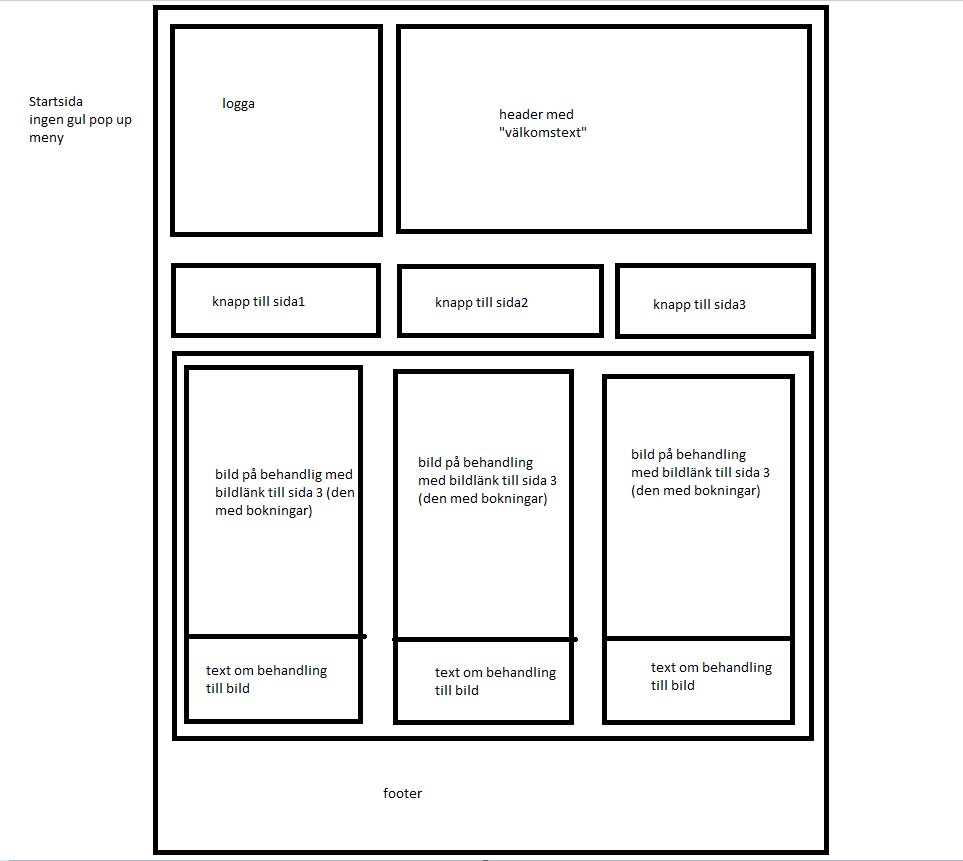 Startsida
ingen gul pop up
meny
logga
header med
"välkomstext"
knapp till sida1
knapp till sida2
knapp till sida3
bild på behandlig med
bildlänk till sida 3 (den
med bokningar)
bild på behandling
med bildlänk till sida 3
(den med bokningar)
bild på behandling
med bildlänk till sida 3
(den med bokningar)
text om behandling
till bild
text om behandling
till bild
text om behandling
till bild
footer